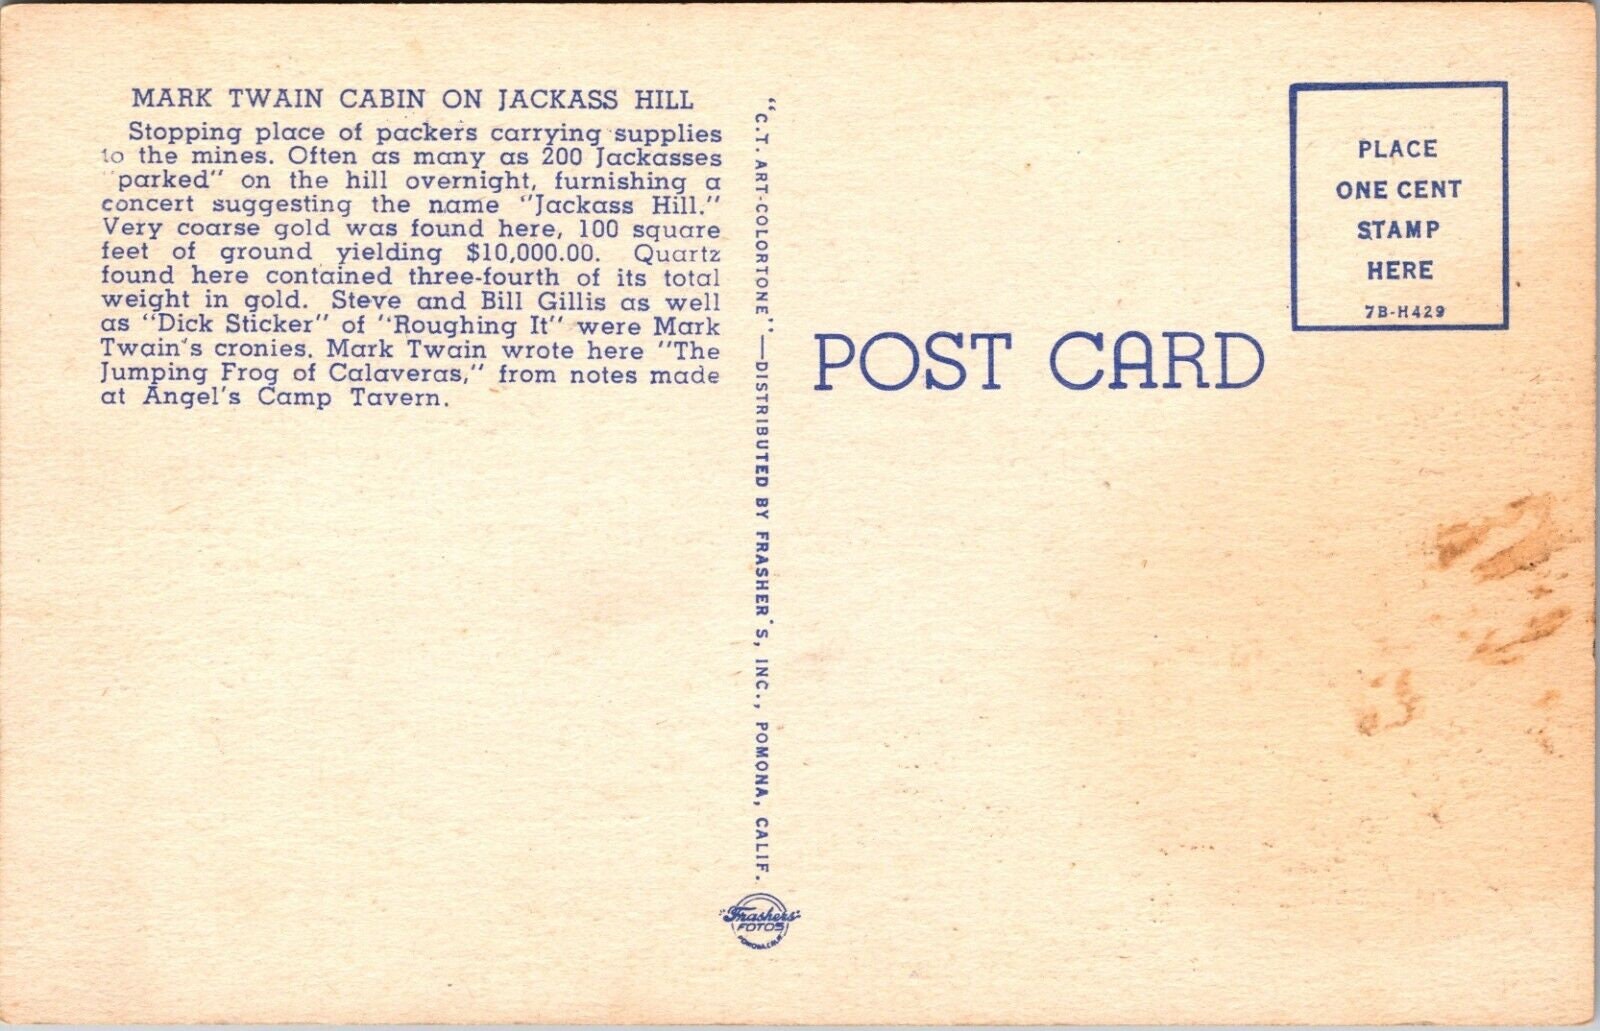 MARK TWAIN CABIN ON JACKASS HILL
Stopping place of packers carrying supplies
to the mines. Often as many as 200 Jackasses
"parked" on the hill overnight, furnishing a
concert suggesting the name "Jackass Hill."
Very coarse gold was found here, 100 square
feet of ground yielding $10,000.00. Quartz
found here contained three-fourth of its total
weight in gold. Steve and Bill Gillis as well
as "Dick Sticker" of "Roughing It" were Mark
Twain's cronies. Mark Twain wrote here "The
Jumping Frog of Calaveras," from notes made
at Angel's Camp Tavern.
"C.T. ART-COLORTONE"—DISTRIBUTED BY FRASHER'S, INC., POMONA, CALIF.
"Frashers"
FOTOS
POMONA, CALIF.
POST CARD
PLACE
ONE CENT
STAMP
HERE
7B-H429